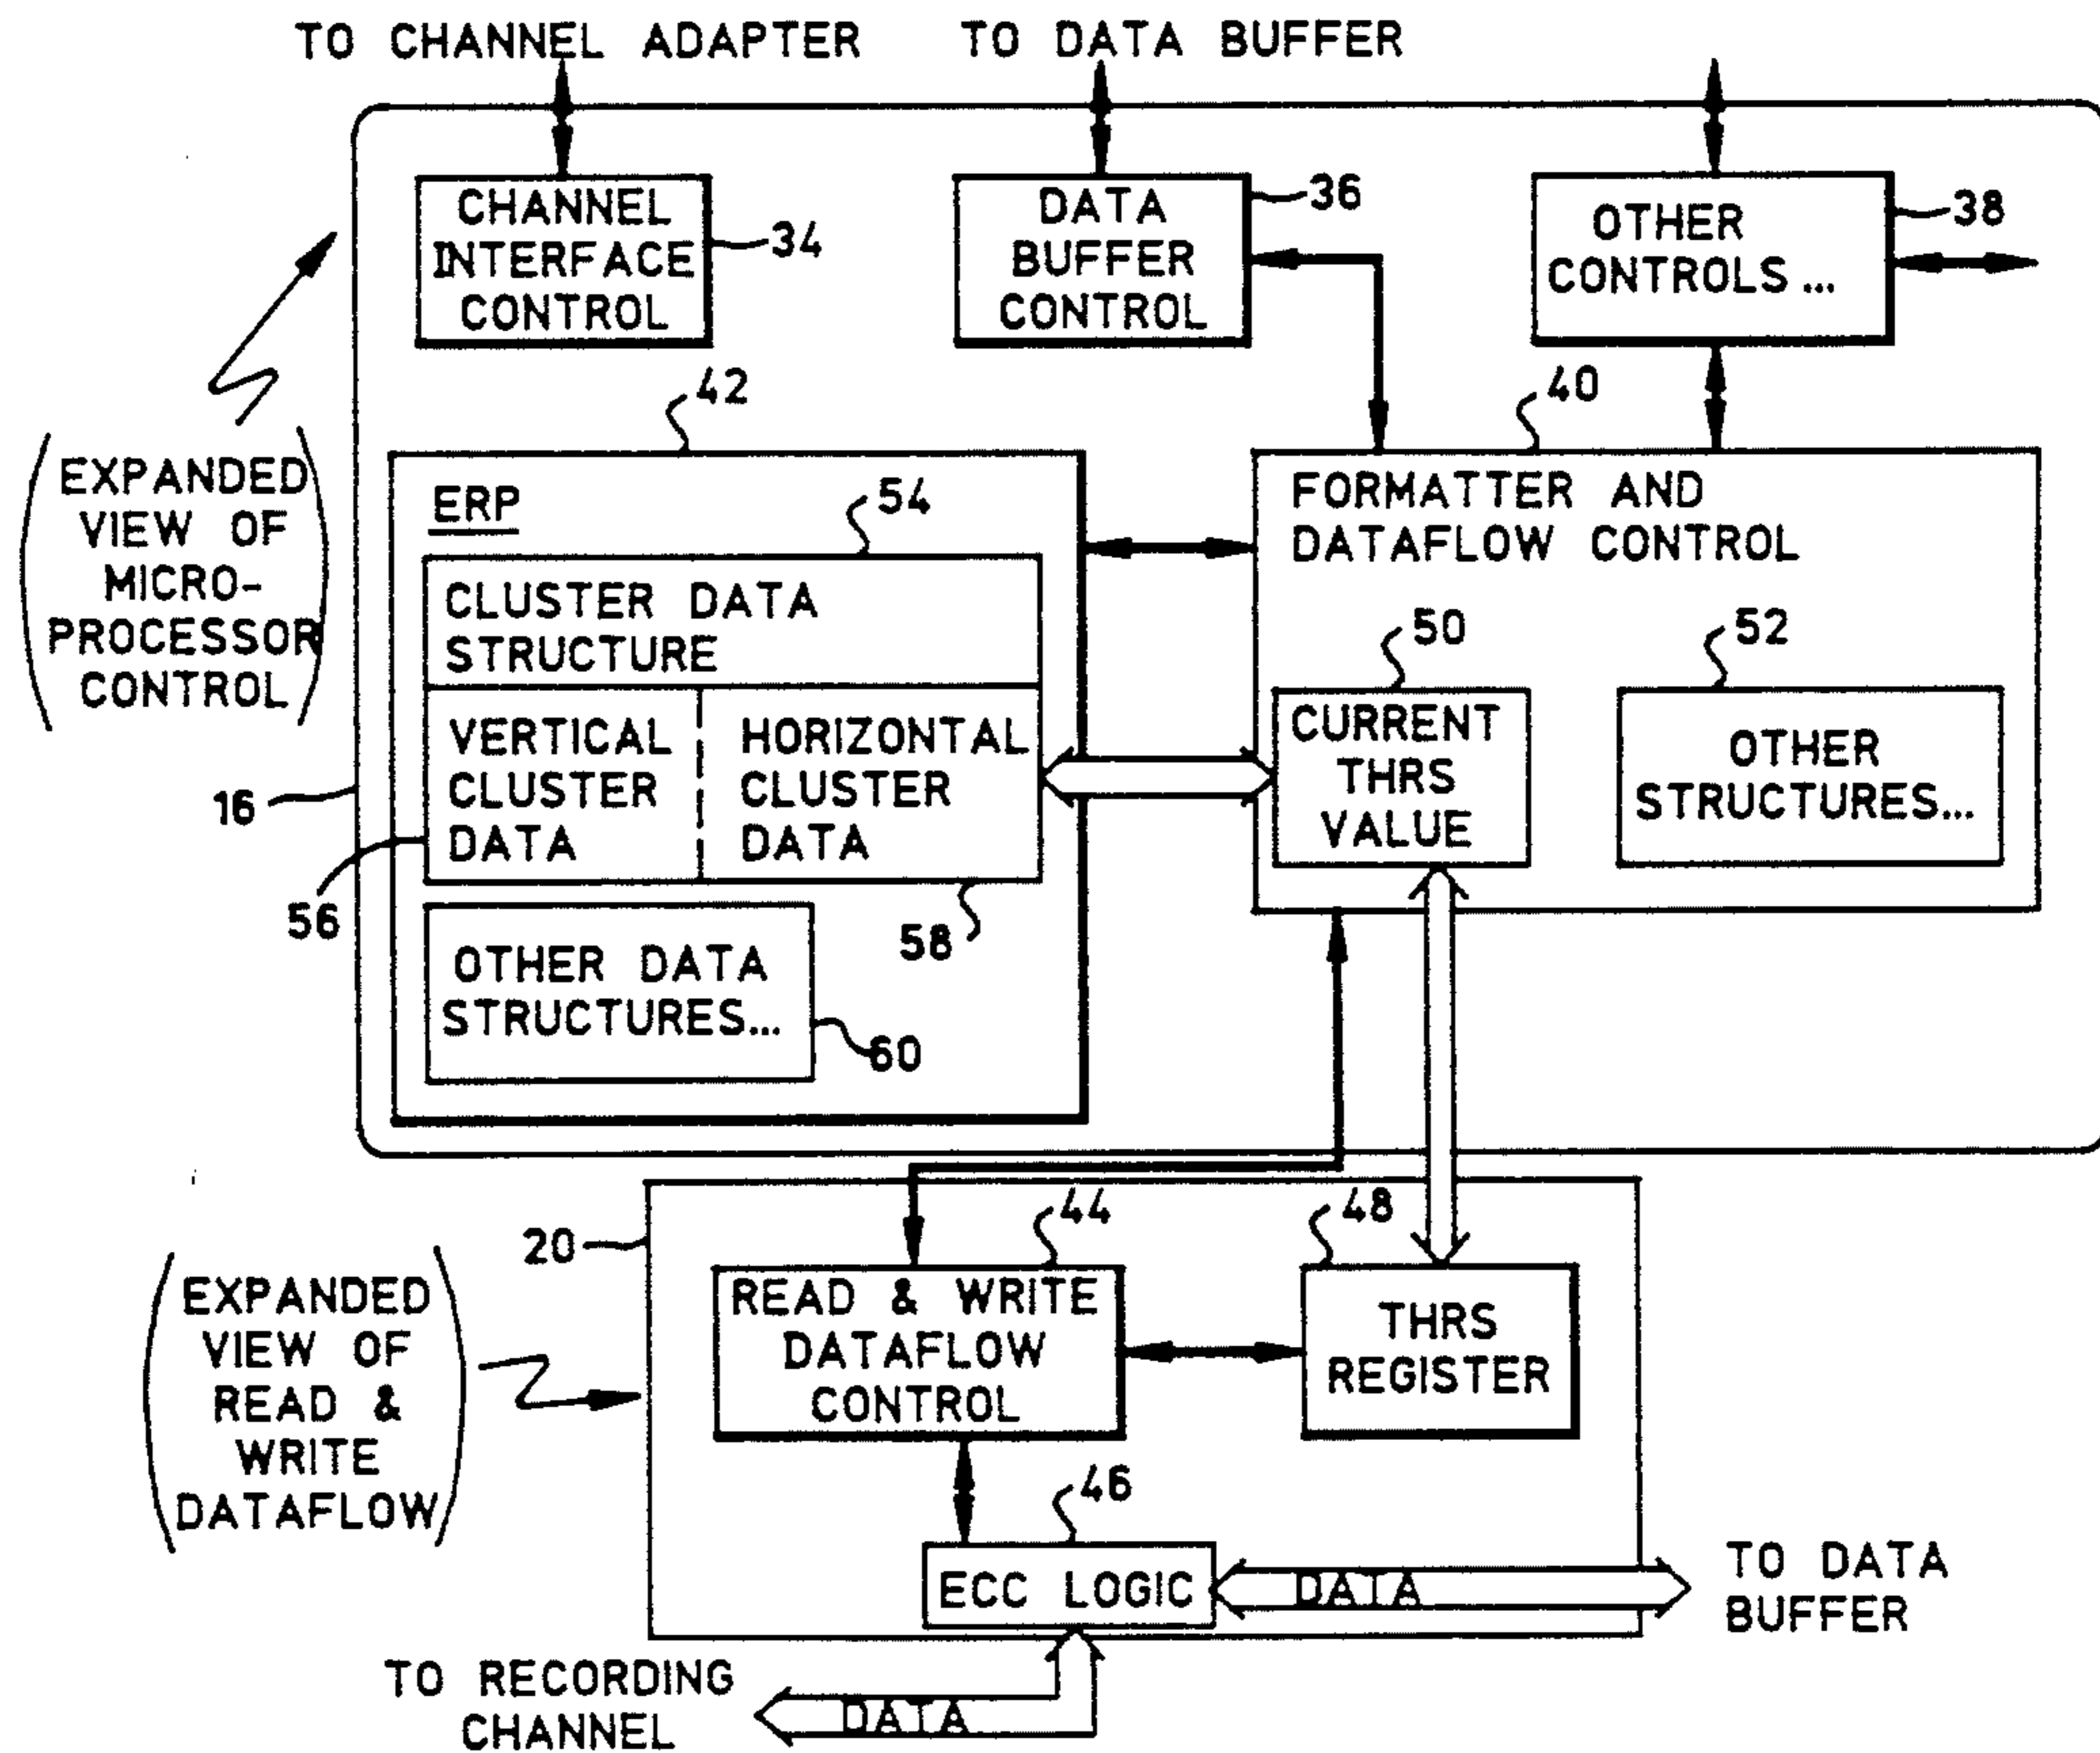 TO CHANNEL ADAPTER
TO DATA BUFFER
CHANNEL
INTERFACE
CONTROL
34
DATA
BUFFER
CONTROL
36
OTHER
CONTROLS ...
38
(EXPANDED
VIEW OF
MICRO-
PROCESSOR
CONTROL)
16
42
ERP
54
CLUSTER DATA
STRUCTURE
VERTICAL
CLUSTER
DATA
HORIZONTAL
CLUSTER
DATA
56
58
OTHER DATA
STRUCTURES...
60
40
FORMATTER AND
DATAFLOW CONTROL
50
CURRENT
THRS
VALUE
52
OTHER
STRUCTURES...
(EXPANDED
VIEW OF
READ &
WRITE
DATAFLOW)
20
44
READ & WRITE
DATAFLOW
CONTROL
48
THRS
REGISTER
46
ECC LOGIC
DATA
TO DATA
BUFFER
TO RECORDING
CHANNEL
DATA